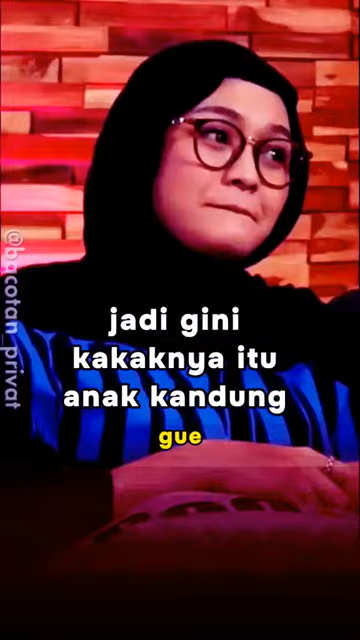 @bacotan_privat
jadi gini
kakaknya itu
anak kandung
gue